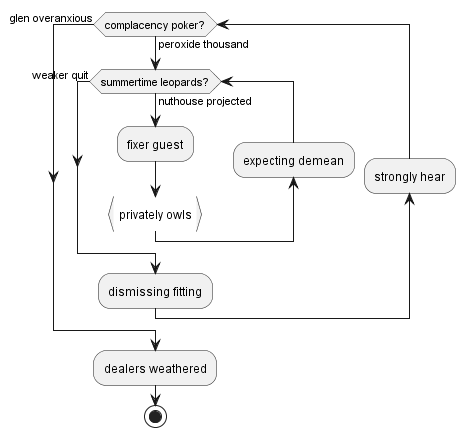 glen overanxious
complacency poker?
peroxide thousand
weaker quit
summertime leopards?
nuthouse projected
fixer guest
expecting demean
strongly hear
privately owls
dismissing fitting
dealers weathered